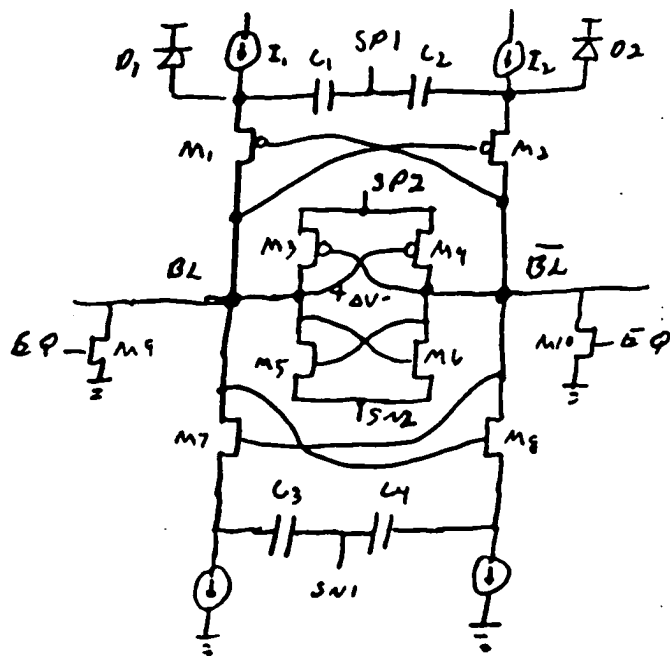 D1 I1 C1 SP1 C2 I2 D2
M1 M2
SP2
M3 M4
BL + ΔV - B̅L̅
EQ M9 M5 M6 M10 EQ
SN2
M7 M8
C3 C4
SN1